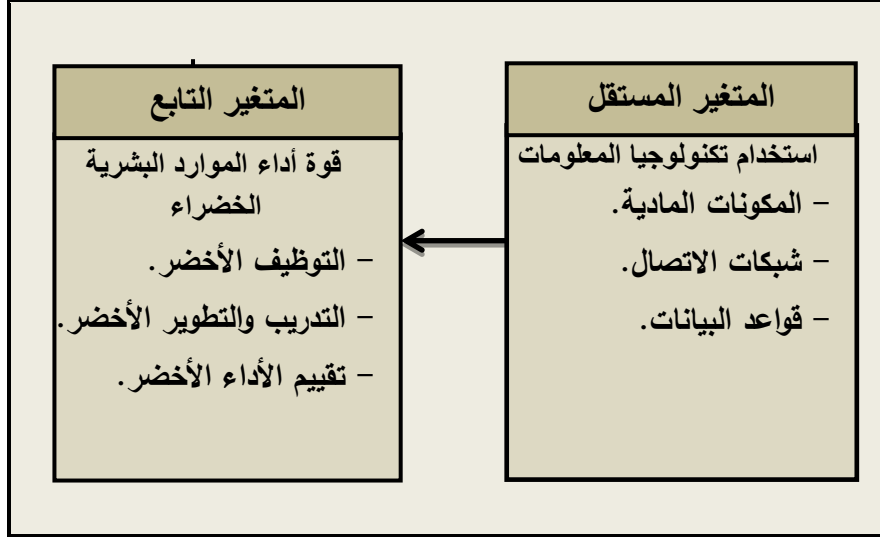 المتغير المستقل
استخدام تكنولوجيا المعلومات
– المكونات المادية.
– شبكات الاتصال.
– قواعد البيانات.
المتغير التابع
قوة أداء الموارد البشرية
الخضراء
– التوظيف الأخضر.
– التدريب والتطوير الأخضر.
– تقييم الأداء الأخضر.